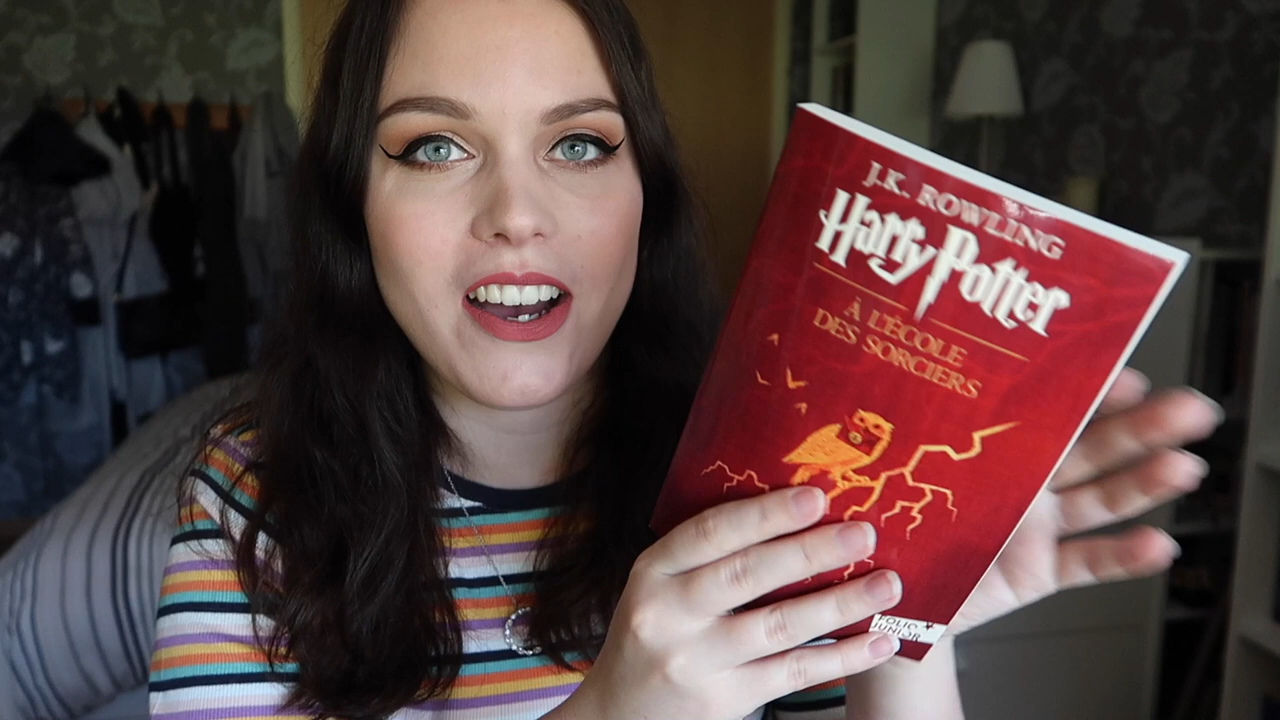 J.K. ROWLING
Harry Potter
À L'ÉCOLE
DES SORCIERS
FOLIO
JUNIOR